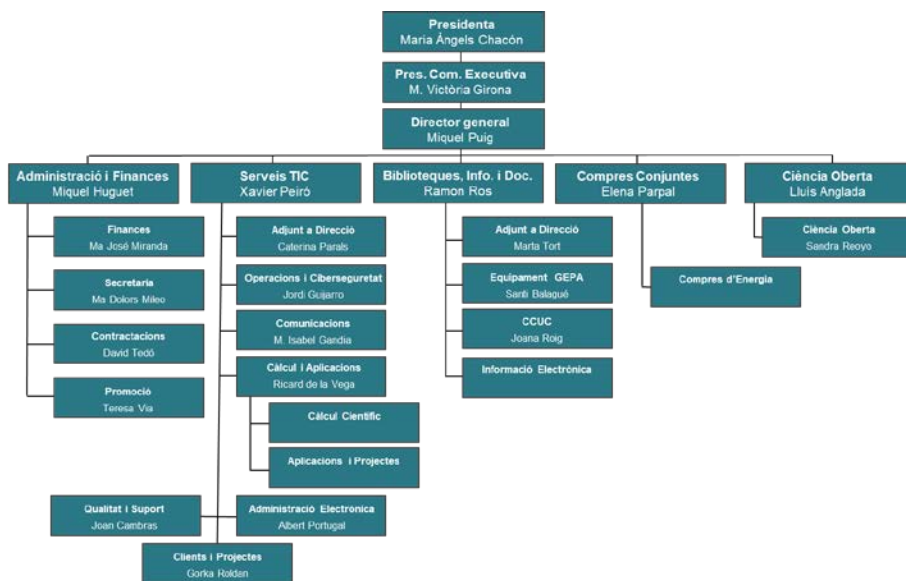 Presidenta
Maria Àngels Chacón
Pres. Com. Executiva
M. Victòria Girona
Director general
Miquel Puig
Administració i Finances
Miquel Huguet
Serveis TIC
Xavier Peiró
Biblioteques, Info. i Doc.
Ramon Ros
Compres Conjuntes
Elena Parpal
Ciència Oberta
Lluís Anglada
Finances
Ma José Miranda
Secretaria
Ma Dolors Mileo
Contractacions
David Tedó
Promoció
Teresa Via
Adjunt a Direcció
Caterina Parals
Operacions i Ciberseguretat
Jordi Guijarro
Comunicacions
M. Isabel Gandia
Càlcul i Aplicacions
Ricard de la Vega
Càlcul Científic
Aplicacions i Projectes
Qualitat i Suport
Joan Cambras
Administració Electrònica
Albert Portugal
Clients i Projectes
Gorka Roldan
Adjunt a Direcció
Marta Tort
Equipament GEPA
Santi Balagué
CCUC
Joana Roig
Informació Electrònica
Compres d'Energia
Ciència Oberta
Sandra Reoyo